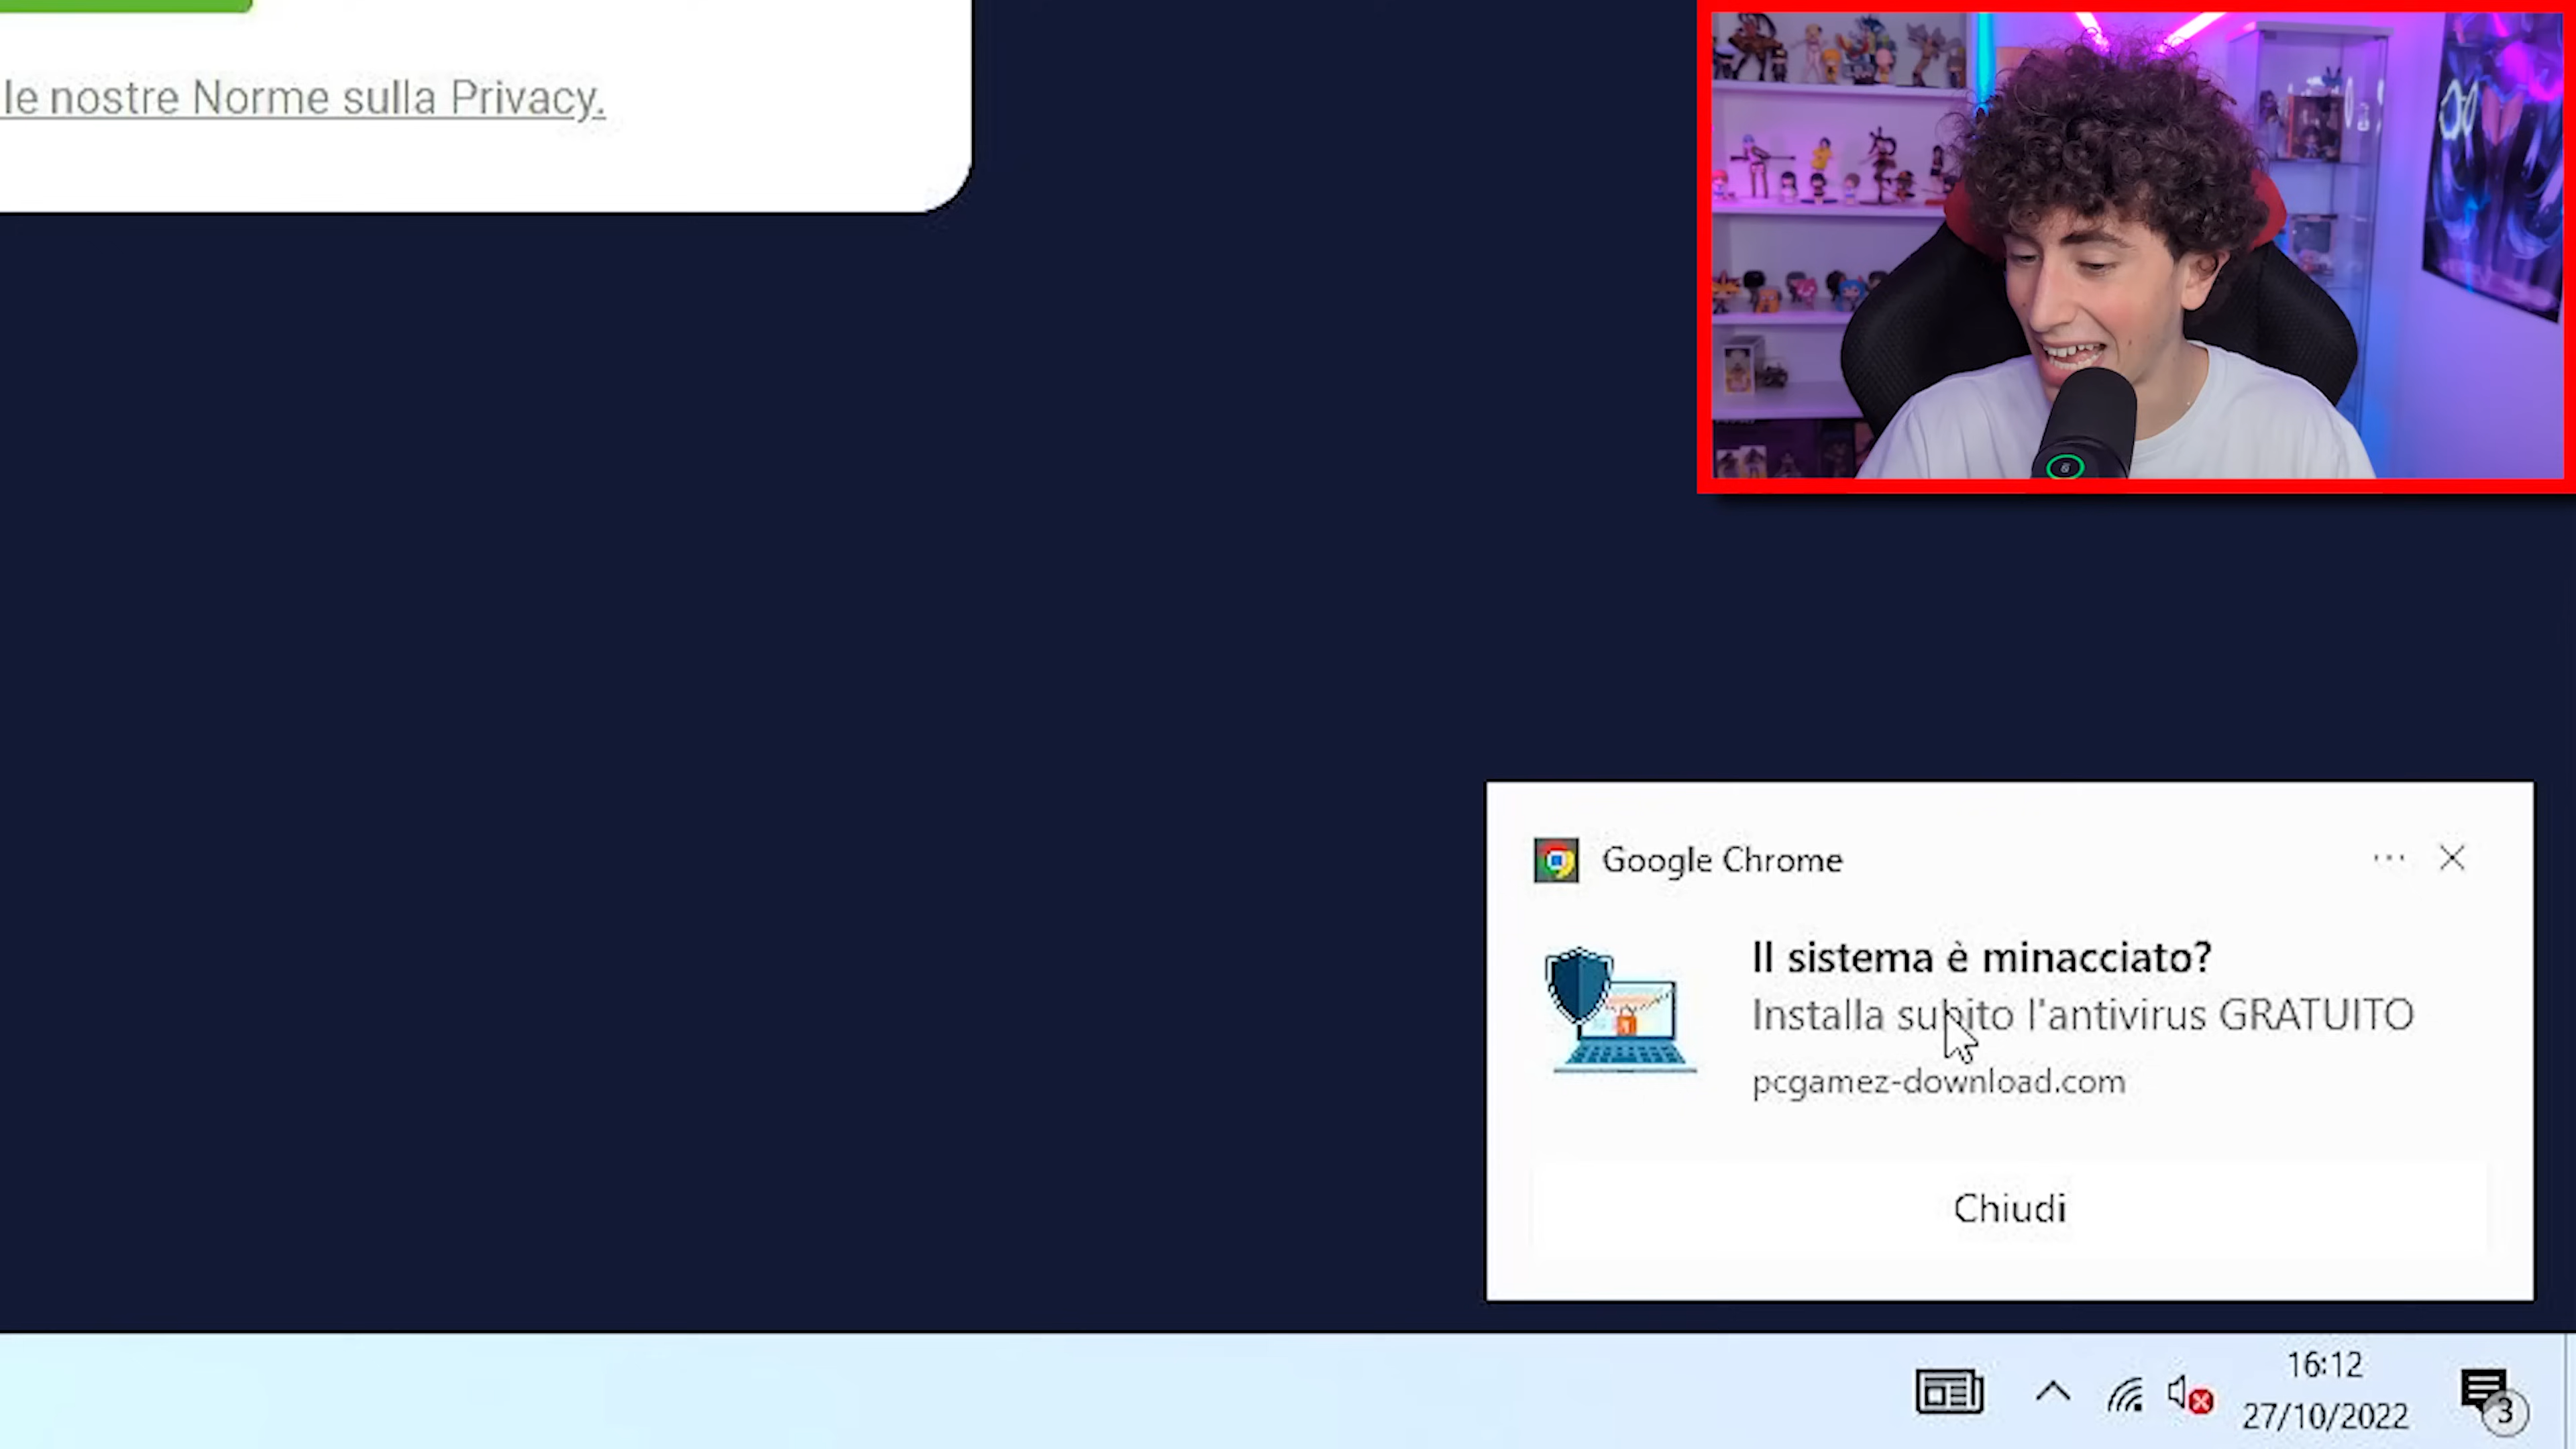 le nostre Norme sulla Privacy.
Google Chrome
Il sistema è minacciato?
Installa subito l'antivirus GRATUITO
pcgamez-download.com
Chiudi
16:12
27/10/2022
3